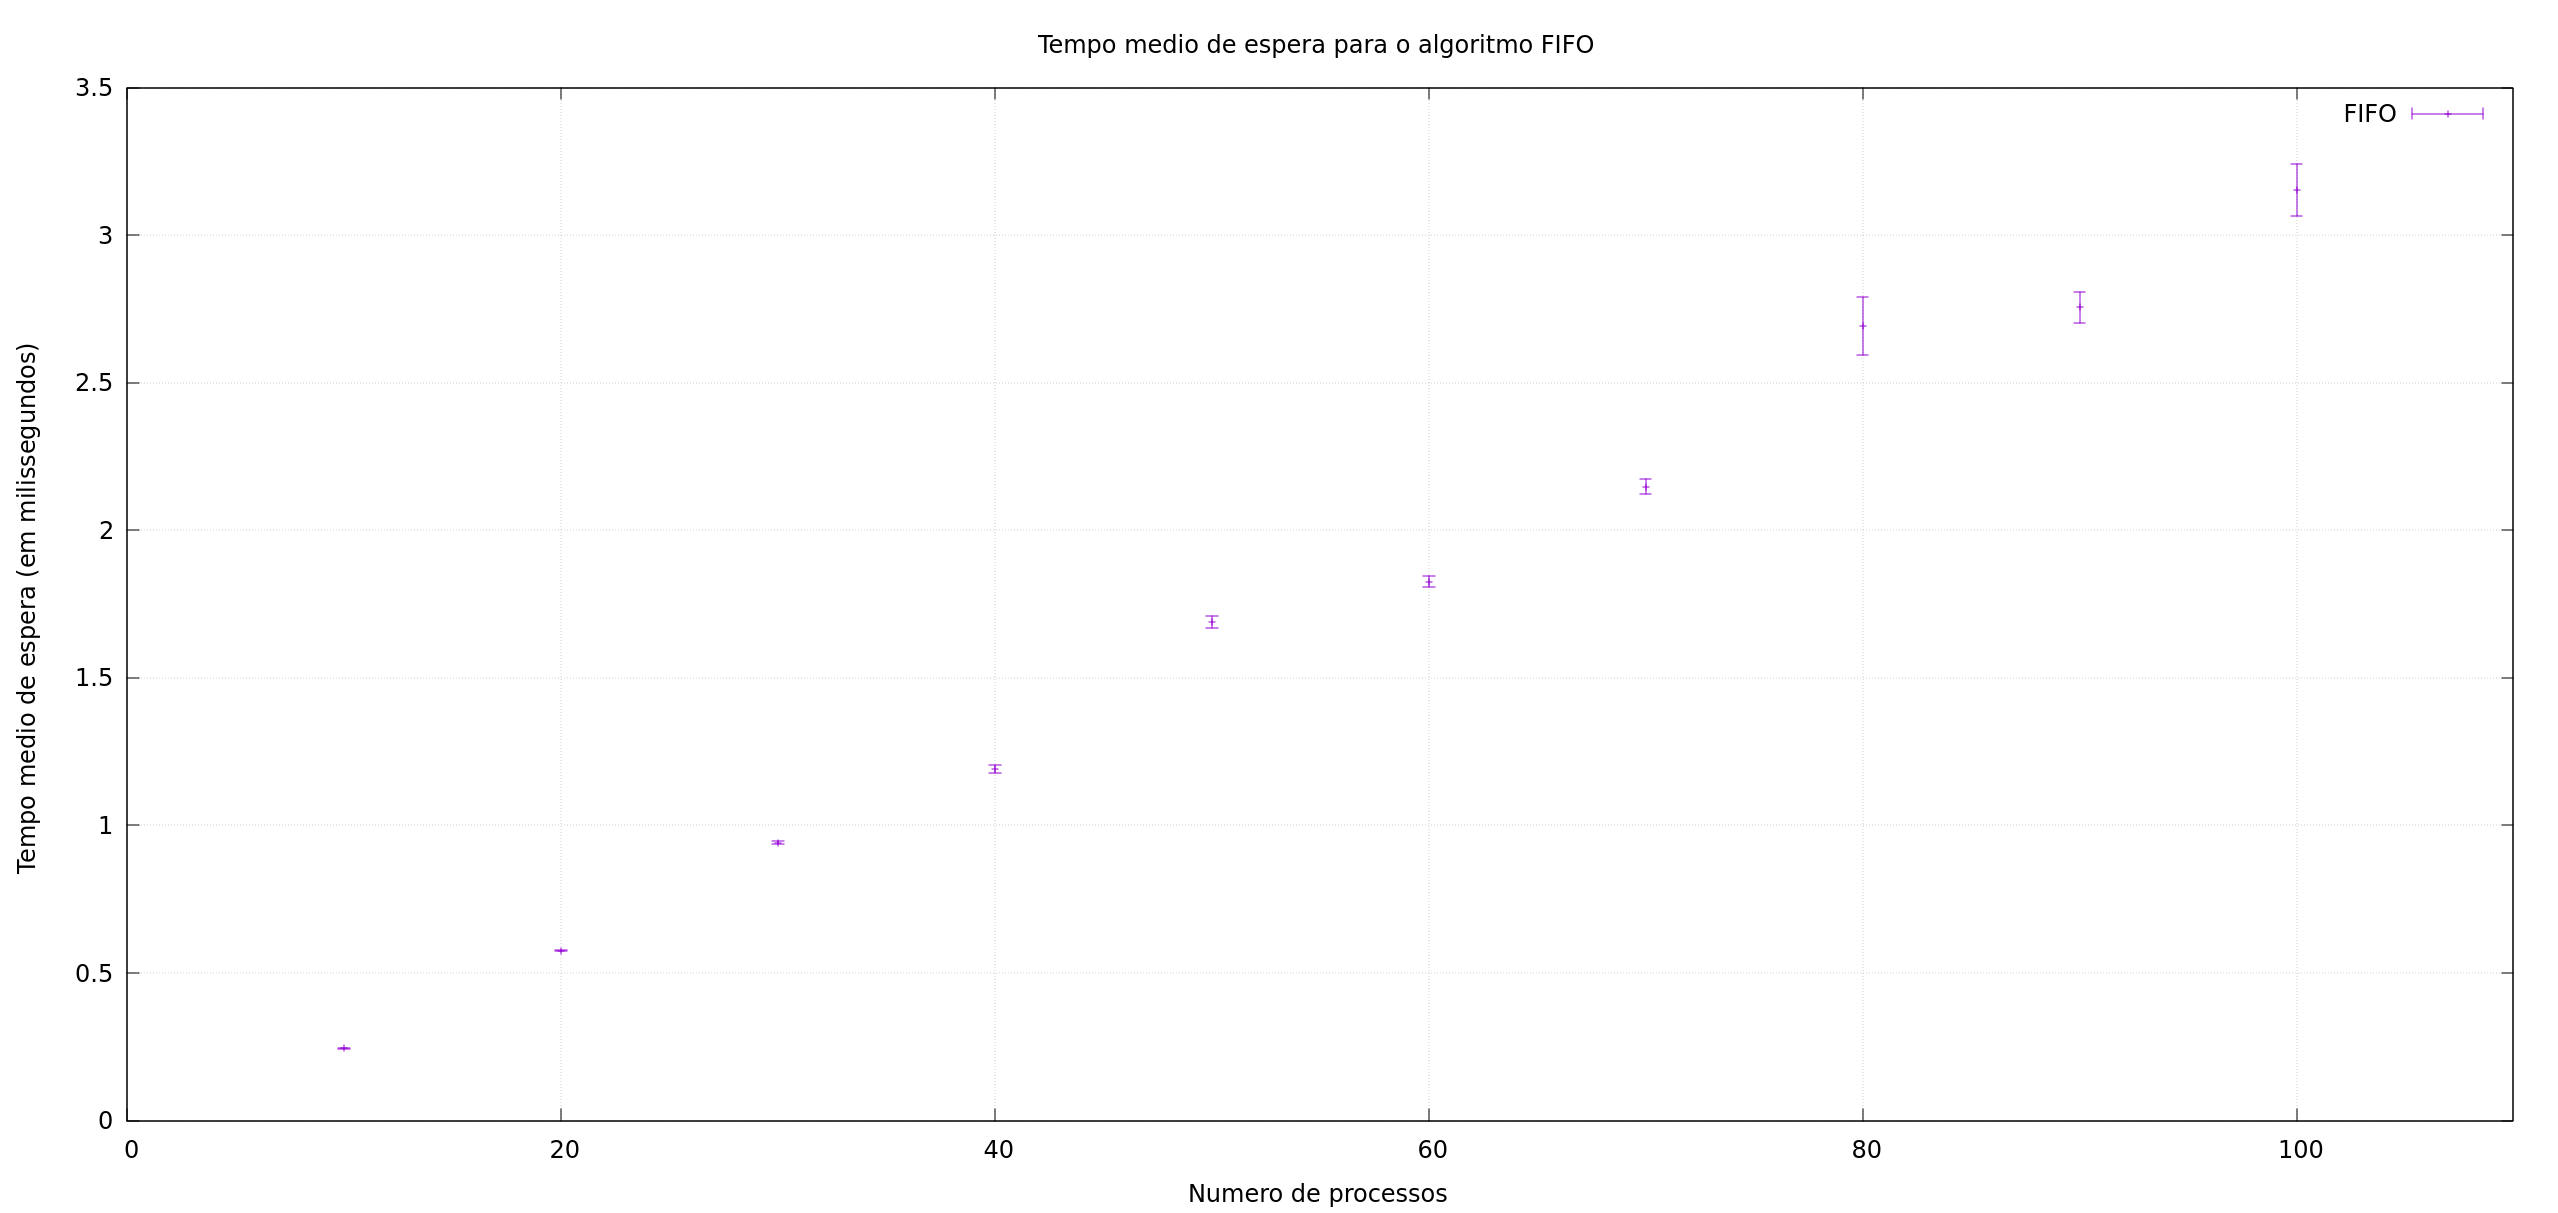 Tempo medio de espera para o algoritmo FIFO
FIFO
3.5
3
2.5
2
1.5
1
0.5
0
Tempo medio de espera (em milissegundos)
0 20 40 60 80 100
Numero de processos